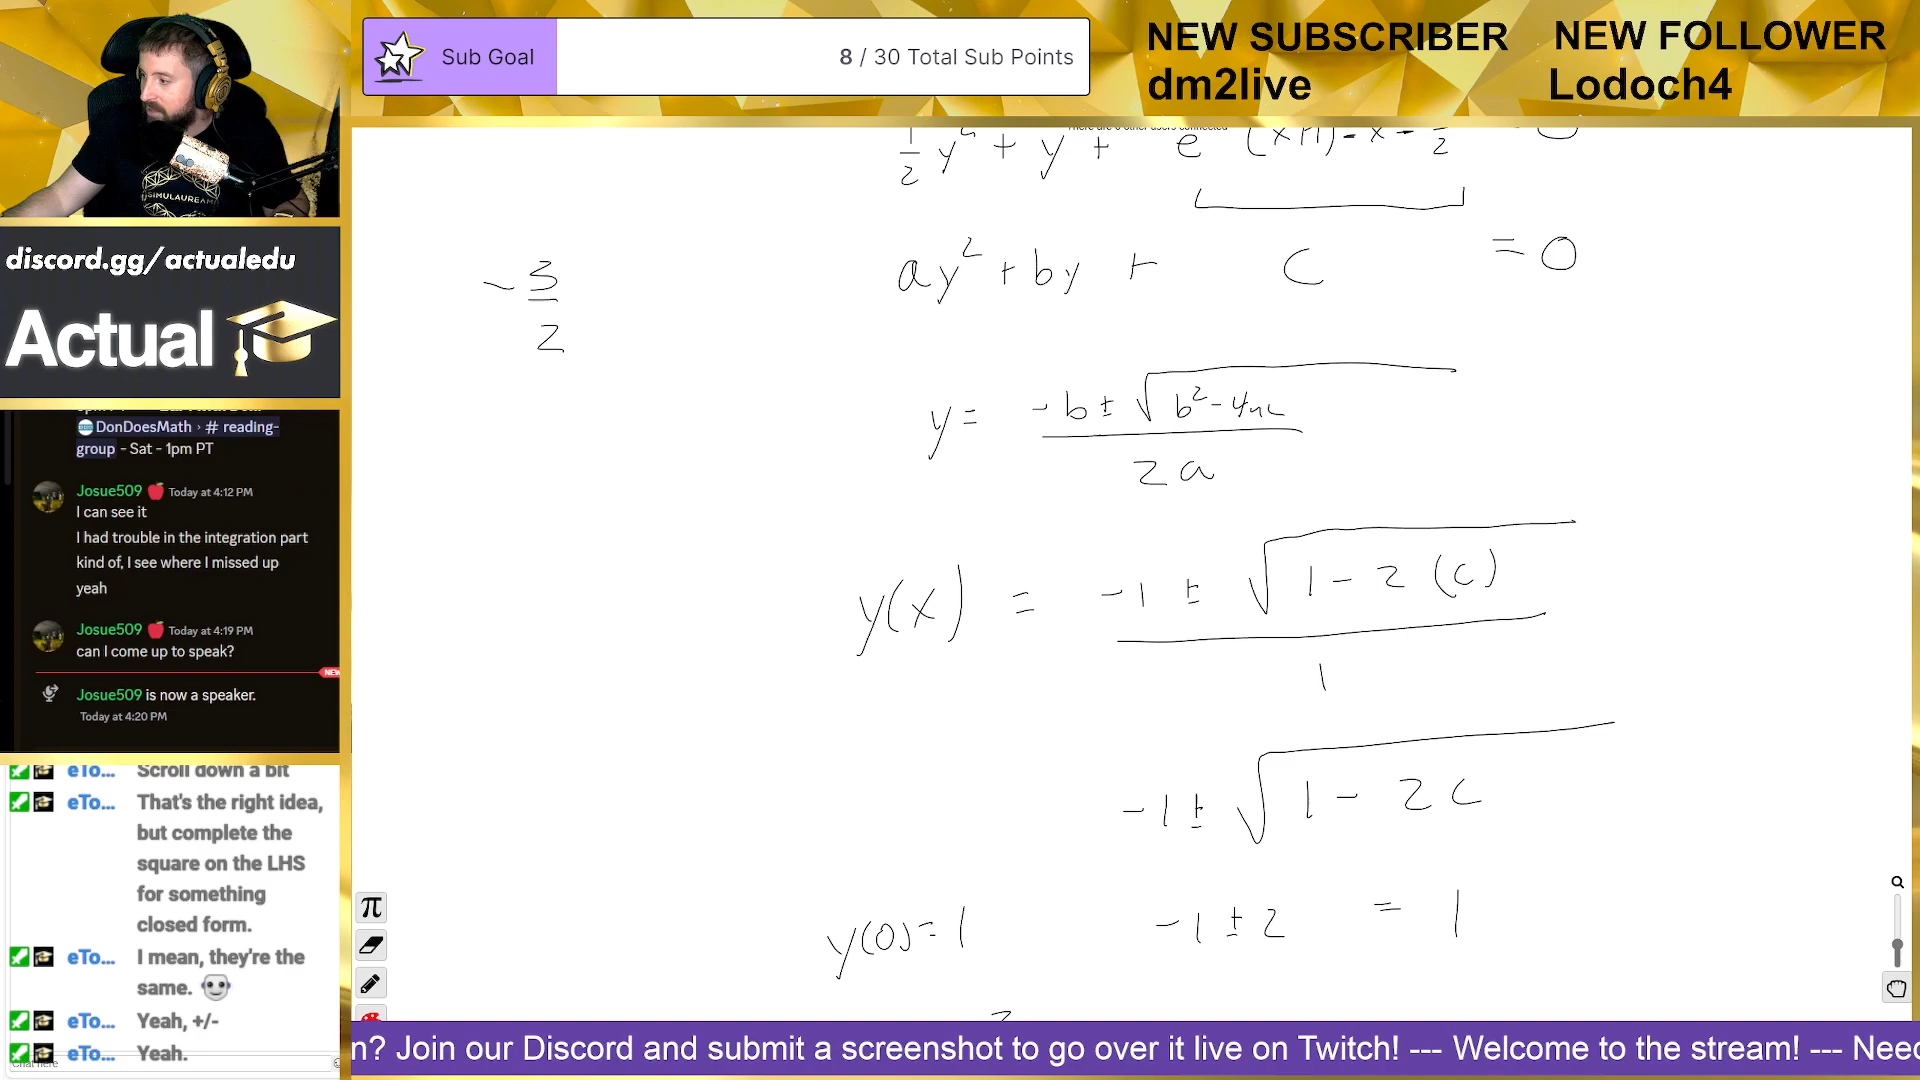 Sub Goal
8 / 30 Total Sub Points
NEW SUBSCRIBER
dm2live
NEW FOLLOWER
Lodoch4
SIMULAUREAM
discord.gg/actualedu
Actual
DonDoesMath › # reading-
group - Sat - 1pm PT
Josue509 Today at 4:12 PM
I can see it
I had trouble in the integration part
kind of, I see where I missed up
yeah
Josue509 Today at 4:19 PM
can I come up to speak?
NEW
Josue509 is now a speaker.
Today at 4:20 PM
eTo... Scroll down a bit
eTo... That's the right idea,
but complete the
square on the LHS
for something
closed form.
eTo... I mean, they're the
same.
eTo... Yeah, +/-
eTo... Yeah.
Chat here
ay² + by + c = 0
- 3/2
y = (-b ± √(b² - 4ac)) / 2a
y(x) = (-1 ± √(1 - 2(c))) / 1
-1 ± √(1 - 2c)
y(0) = 1 -1 ± 2 = 1
π
n? Join our Discord and submit a screenshot to go over it live on Twitch! --- Welcome to the stream! --- Need